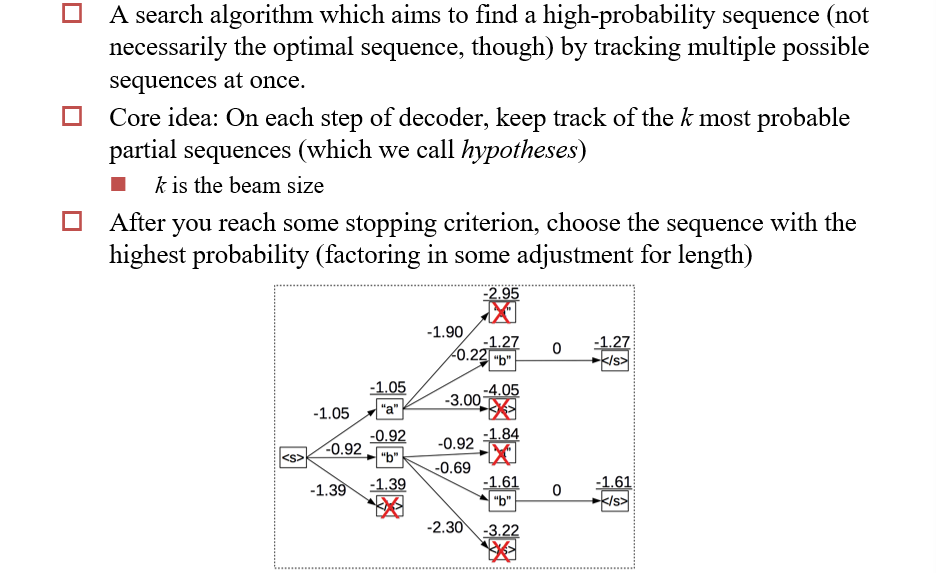 A search algorithm which aims to find a high-probability sequence (not
necessarily the optimal sequence, though) by tracking multiple possible
sequences at once.
Core idea: On each step of decoder, keep track of the k most probable
partial sequences (which we call hypotheses)
k is the beam size
After you reach some stopping criterion, choose the sequence with the
highest probability (factoring in some adjustment for length)
-2.95
-1.90
-1.27
-0.22 "b" 0 -1.27
</s>
-1.05
-4.05
-3.00
-1.05 "a"
-0.92
-1.84
<s> -0.92 "b" -0.92
-0.69
-1.39 -1.39
-1.61
"b" 0 -1.61
</s>
-2.30 -3.22